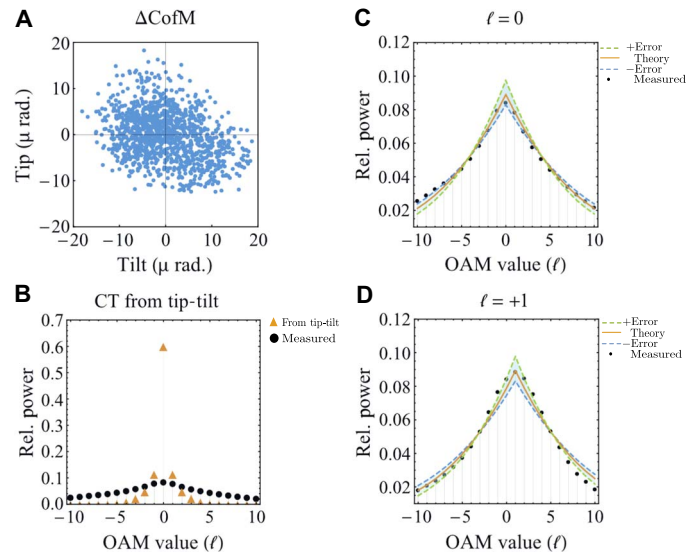 A
ΔCofM
Tip (μ rad.)
20
10
0
−10
−20
−20 −10 0 10 20
Tilt (μ rad.)
B
CT from tip-tilt
From tip-tilt
Measured
Rel. power
0.7
0.6
0.5
0.4
0.3
0.2
0.1
0.0
−10 −5 0 5 10
OAM value (ℓ)
C
ℓ = 0
+Error
Theory
−Error
Measured
Rel. power
0.12
0.10
0.08
0.06
0.04
0.02
−10 −5 0 5 10
OAM value (ℓ)
D
ℓ = +1
+Error
Theory
−Error
Measured
Rel. power
0.12
0.10
0.08
0.06
0.04
0.02
−10 −5 0 5 10
OAM value (ℓ)